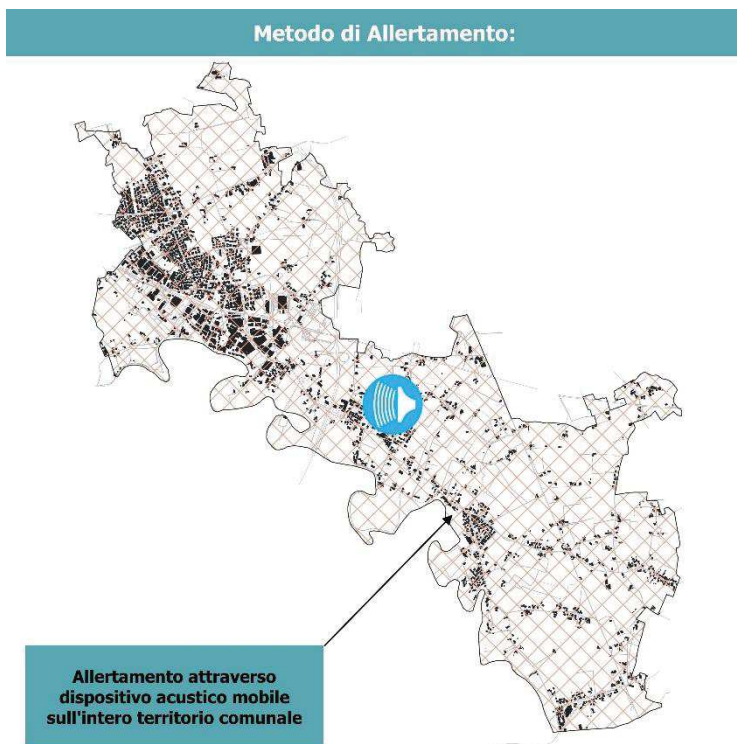 Metodo di Allertamento:
Allertamento attraverso
dispositivo acustico mobile
sull'intero territorio comunale